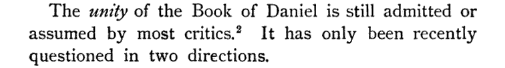 The unity of the Book of Daniel is still admitted or
assumed by most critics.² It has only been recently
questioned in two directions.